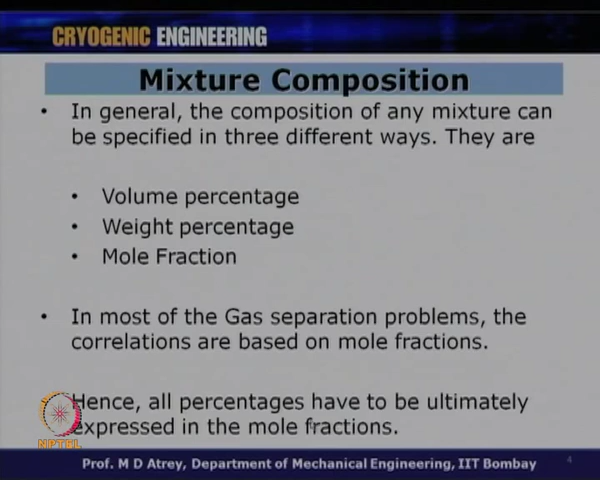 CRYOGENIC ENGINEERING
Mixture Composition
• In general, the composition of any mixture can
be specified in three different ways. They are
• Volume percentage
• Weight percentage
• Mole Fraction
• In most of the Gas separation problems, the
correlations are based on mole fractions.
Hence, all percentages have to be ultimately
expressed in the mole fractions.
NPTEL
Prof. M D Atrey, Department of Mechanical Engineering, IIT Bombay
4